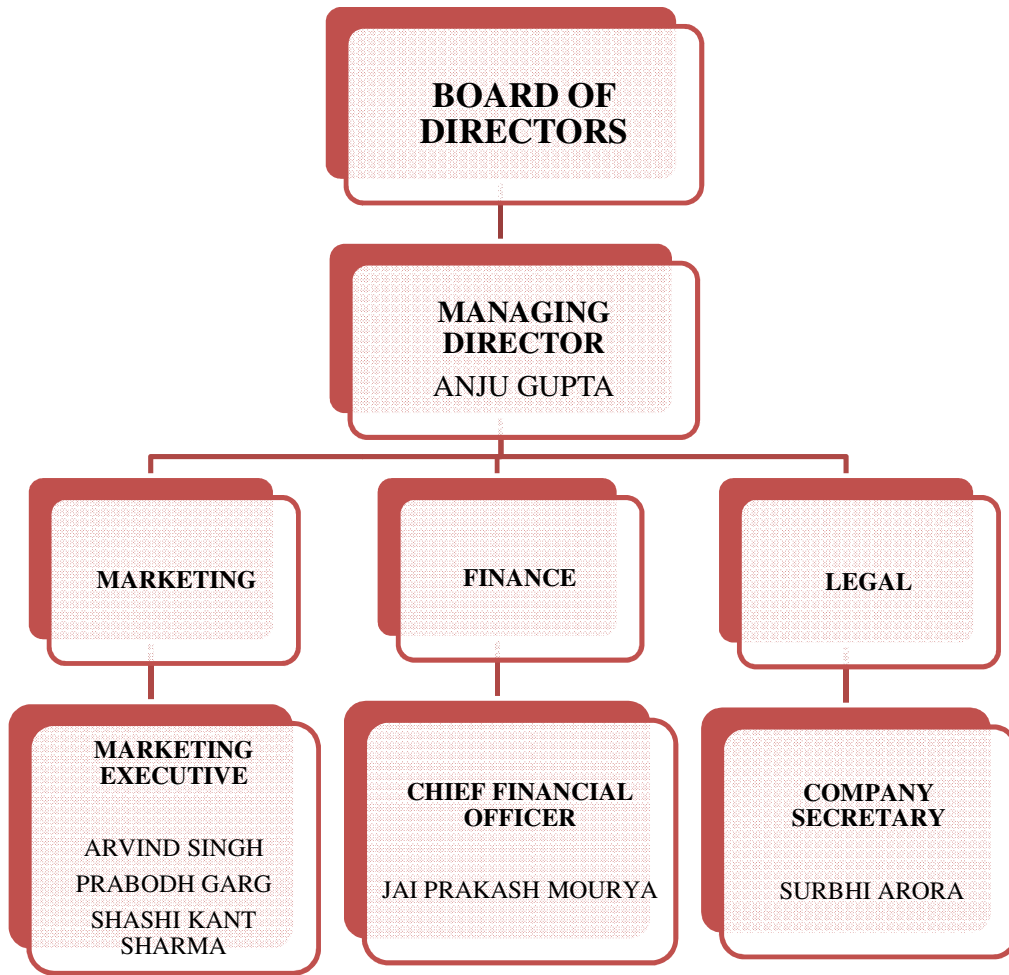 BOARD OF
DIRECTORS
MANAGING
DIRECTOR
ANJU GUPTA
MARKETING
FINANCE
LEGAL
MARKETING
EXECUTIVE
ARVIND SINGH
PRABODH GARG
SHASHI KANT
SHARMA
CHIEF FINANCIAL
OFFICER
JAI PRAKASH MOURYA
COMPANY
SECRETARY
SURBHI ARORA